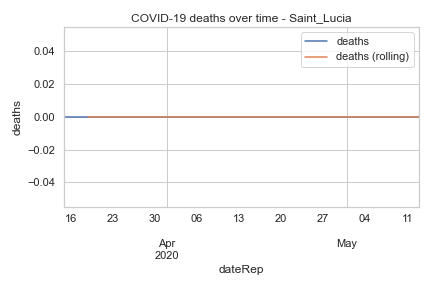 COVID-19 deaths over time - Saint_Lucia
deaths
deaths (rolling)
deaths
0.04
0.02
0.00
−0.02
−0.04
16 23 30 06 13 20 27 04 11
Apr May
2020
dateRep